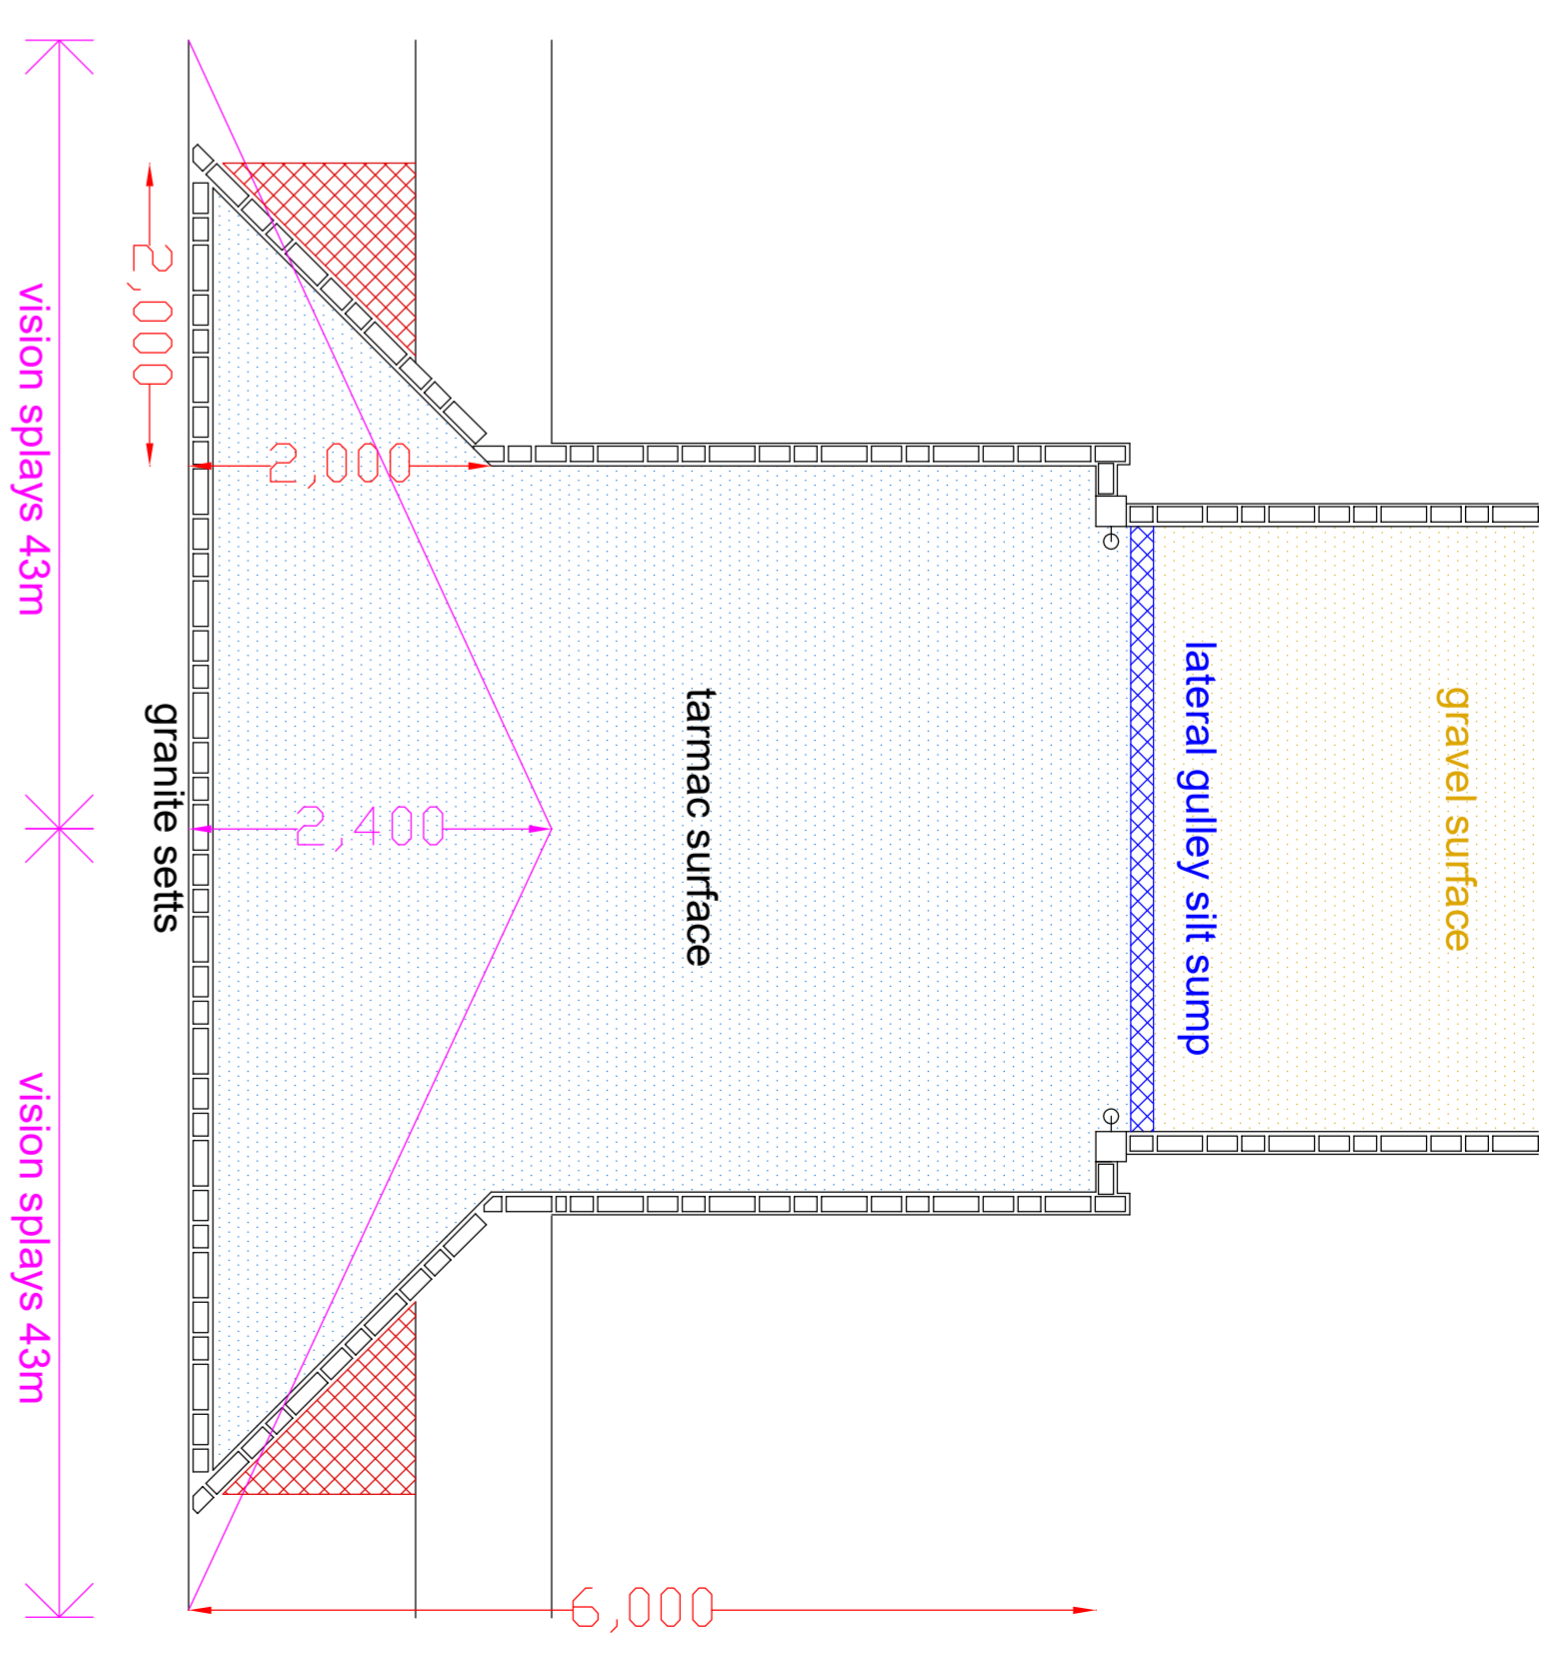 vision splays 43m
vision splays 43m
2,000
granite setts
2,000
2,400
tarmac surface
6,000
lateral gulley silt sump
gravel surface